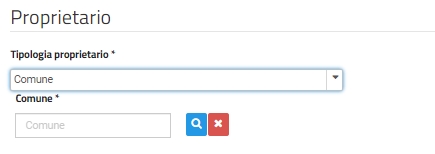 Proprietario
Tipologia proprietario *
Comune
Comune *
Comune